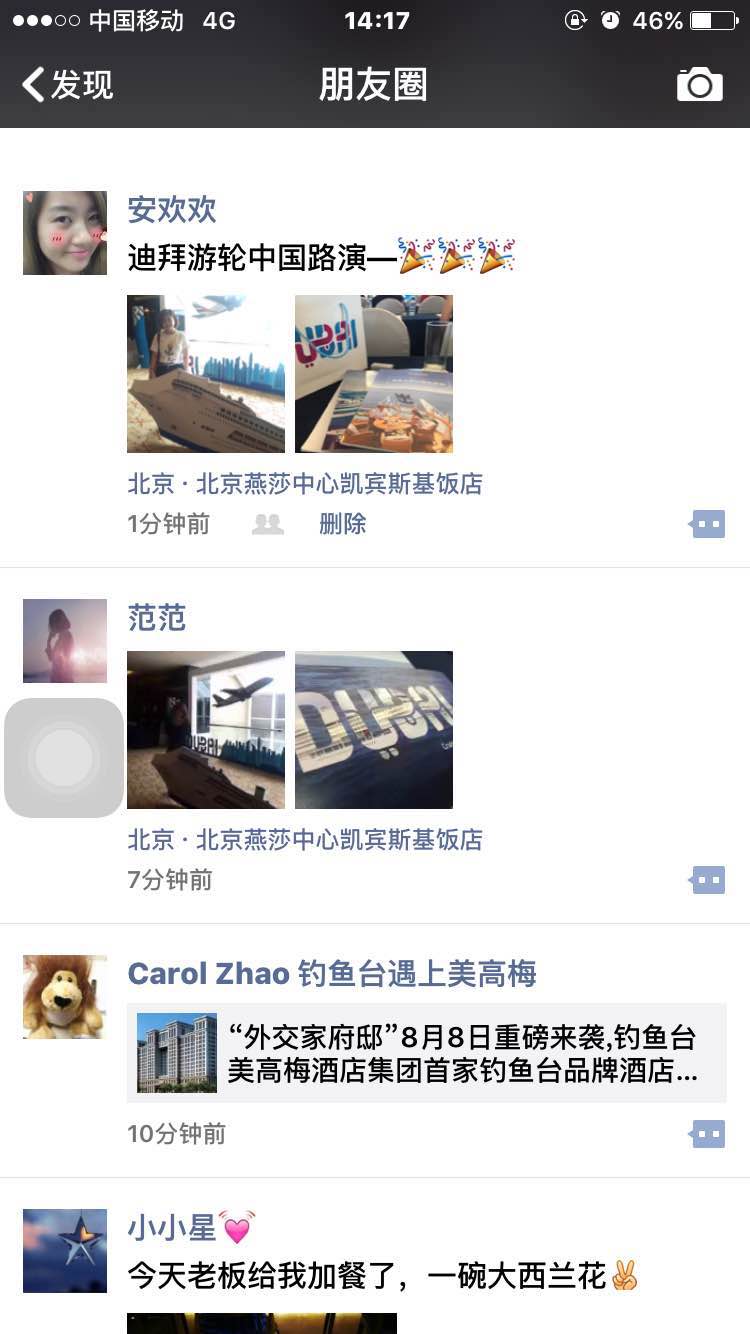 中国移动 4G 14:17 46%
发现 朋友圈
安欢欢
迪拜游轮中国路演—🎉🎉🎉
DUBAI
北京 · 北京燕莎中心凯宾斯基饭店
1分钟前 删除
范范
DUBAI
DUBAI
北京 · 北京燕莎中心凯宾斯基饭店
7分钟前
Carol Zhao 钓鱼台遇上美高梅
“外交家府邸”8月8日重磅来袭,钓鱼台
美高梅酒店集团首家钓鱼台品牌酒店...
10分钟前
小小星💓
今天老板给我加餐了，一碗大西兰花✌